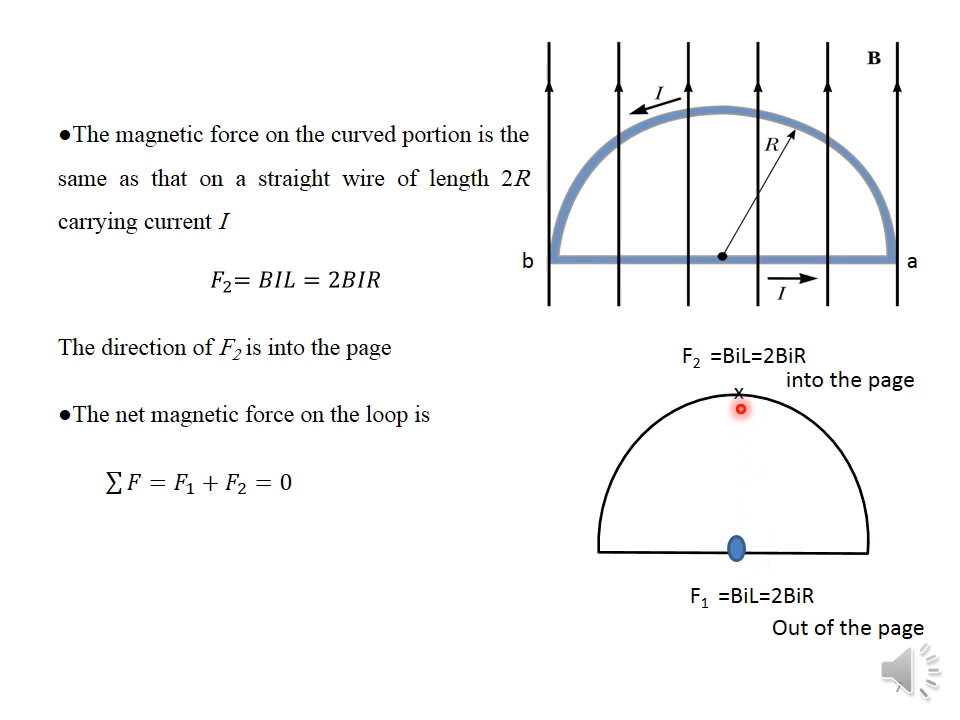 ●The magnetic force on the curved portion is the
same as that on a straight wire of length 2R
carrying current I
F₂= BIL = 2BIR
The direction of F₂ is into the page
●The net magnetic force on the loop is
∑ F = F₁ + F₂ = 0
B
I
R
b
a
I
F₂ =BiL=2BiR
into the page
x
F₁ =BiL=2BiR
Out of the page